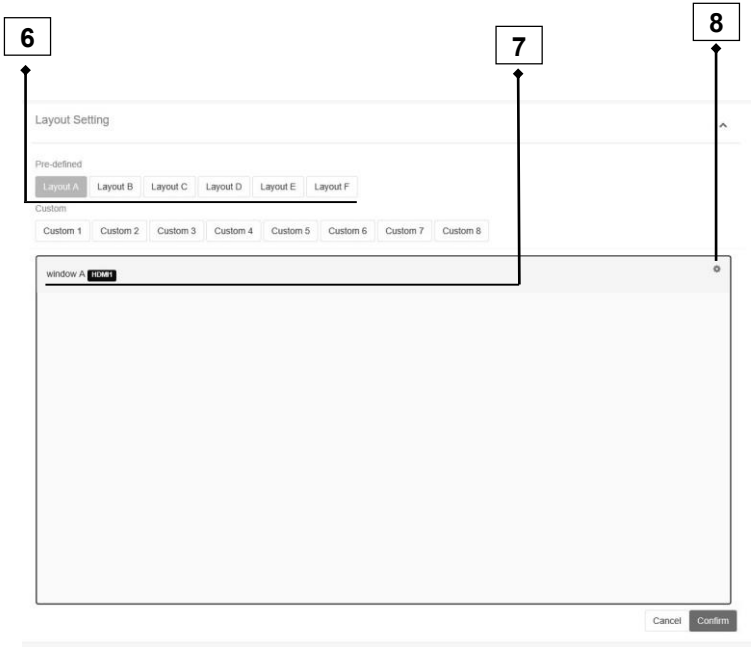 6
7
8
Layout Setting
Pre-defined
Layout A Layout B Layout C Layout D Layout E Layout F
Custom
Custom 1 Custom 2 Custom 3 Custom 4 Custom 5 Custom 6 Custom 7 Custom 8
window A HDMI1
Cancel Confirm